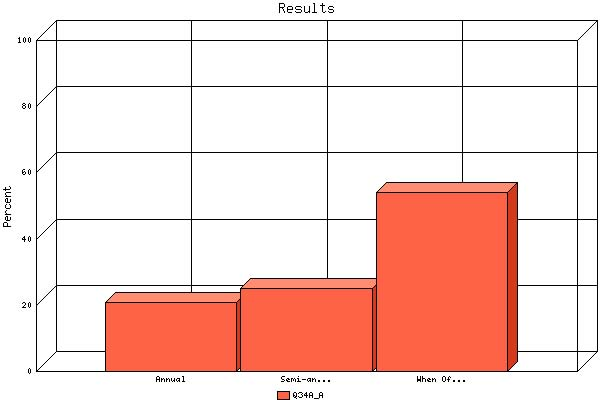 Results
Percent
100
80
60
40
20
0
Annual
Semi-an...
When Of...
Q34A_A